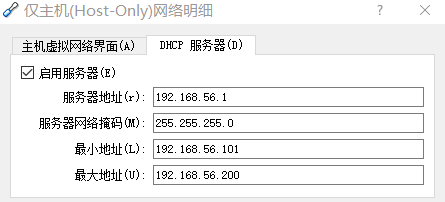 仅主机(Host-Only)网络明细
主机虚拟网络界面(A) DHCP 服务器(D)
启用服务器(E)
服务器地址(r): 192.168.56.1
服务器网络掩码(M): 255.255.255.0
最小地址(L): 192.168.56.101
最大地址(U): 192.168.56.200